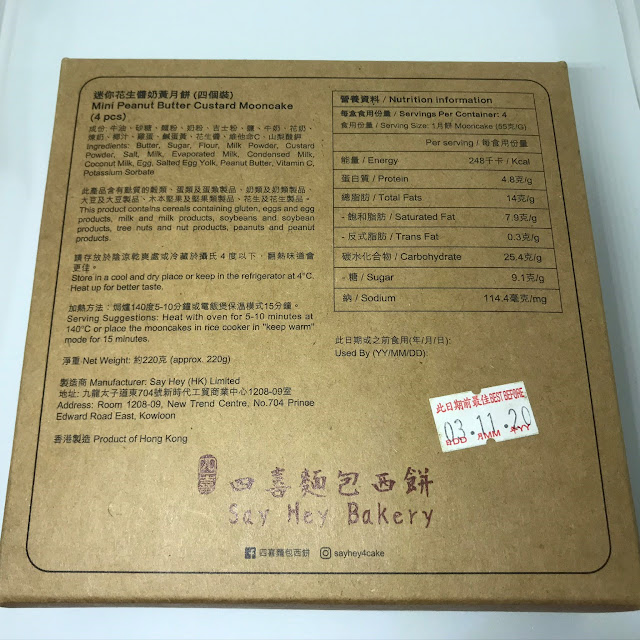 迷你花生醬奶黃月餅 (四個裝)
Mini Peanut Butter Custard Mooncake
(4 pcs)
成份: 牛油、砂糖、麵粉、奶粉、吉士粉、鹽、牛奶、花奶、
煉奶、椰汁、雞蛋、鹹蛋黃、花生醬、維他命C、山梨酸鉀
Ingredients: Butter, Sugar, Flour, Milk Powder, Custard
Powder, Salt, Milk, Evaporated Milk, Condensed Milk,
Coconut Milk, Egg, Salted Egg Yolk, Peanut Butter, Vitamin C,
Potassium Sorbate
此產品含有麩質的穀類、蛋類及蛋類製品、奶類及奶類製品、
大豆及大豆製品、木本堅果及堅果類製品、花生及花生製品。
This product contains cereals containing gluten, eggs and egg
products, milk and milk products, soybeans and soybean
products, tree nuts and nut products, peanuts and peanut
products.
請存放於陰涼乾爽處或冷藏於攝氏 4 度以下，翻熱味道會
更佳。
Store in a cool and dry place or keep in the refrigerator at 4°C.
Heat up for better taste.
加熱方法：焗爐140度5-10分鐘或電飯煲保溫模式15分鐘。
Serving Suggestions: Heat with oven for 5-10 minutes at
140°C or place the mooncakes in rice cooker in "keep warm"
mode for 15 minutes.
淨重 Net Weight: 約220克 (approx. 220g)
製造商 Manufacturer: Say Hey (HK) Limited
地址: 九龍太子道東704號新時代工貿商業中心1208-09室
Address: Room 1208-09, New Trend Centre, No.704 Prince
Edward Road East, Kowloon
香港製造 Product of Hong Kong
營養資料 / Nutrition information
每盒食用份量 / Servings Per Container: 4
食用份量 / Serving Size: 1月餅 Mooncake (55克/G)
Per serving / 每食用份量
能量 / Energy 248千卡 / Kcal
蛋白質 / Protein 4.8克/g
總脂肪 / Total Fats 14克/g
- 飽和脂肪 / Saturated Fat 7.9克/g
- 反式脂肪 / Trans Fat 0.3克/g
碳水化合物 / Carbohydrate 25.4克/g
- 糖 / Sugar 9.1克/g
鈉 / Sodium 114.4毫克/mg
此日期或之前食用(年/月/日):
Used By (YY/MM/DD):
此日期前最佳BEST BEFORE
03.11.20
日DD 月MM 年YY
四喜麵包西餅
Say Hey Bakery
四喜麵包西餅 sayhey4cake